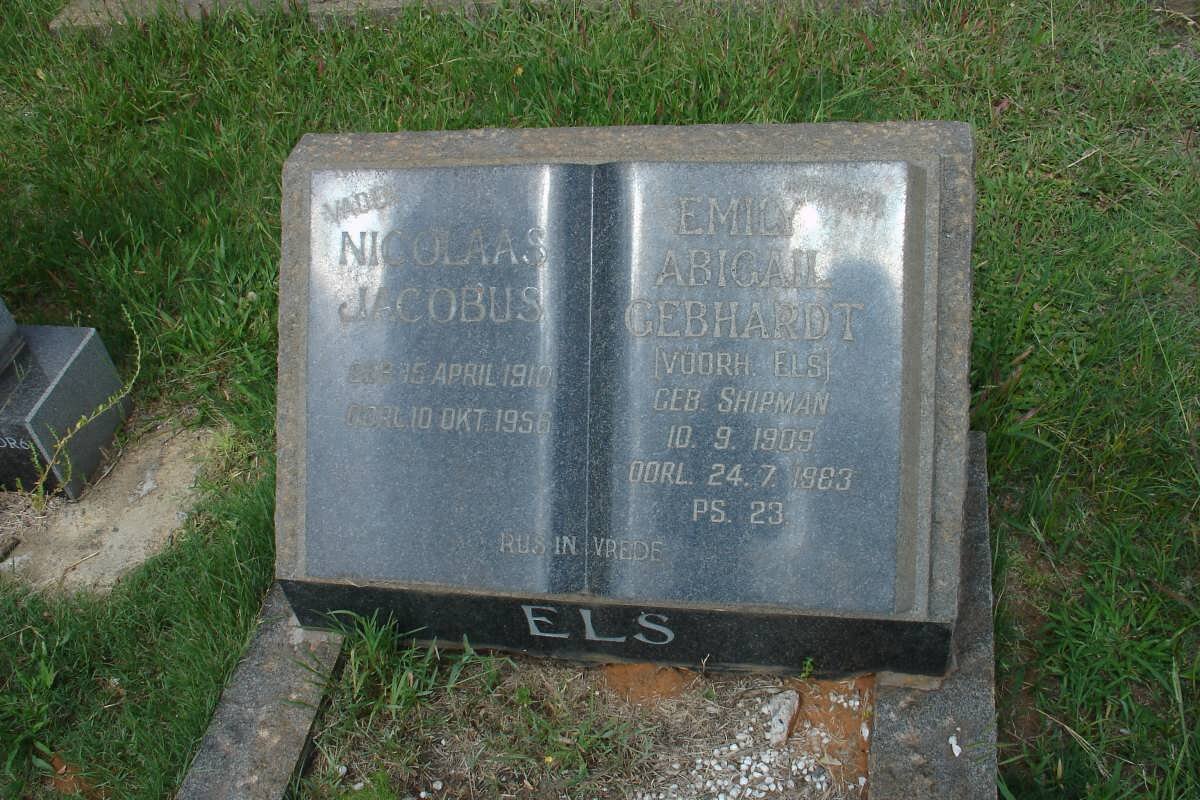 VADER
NICOLAAS
JACOBUS
GEB 15 APRIL 1910
OORL 10 OKT. 1956
EMILY
ABIGAIL
GEBHARDT
(VOORH. ELS)
GEB. SHIPMAN
10. 9. 1909
OORL. 24. 7. 1983
PS. 23.
RUS IN VREDE
ELS